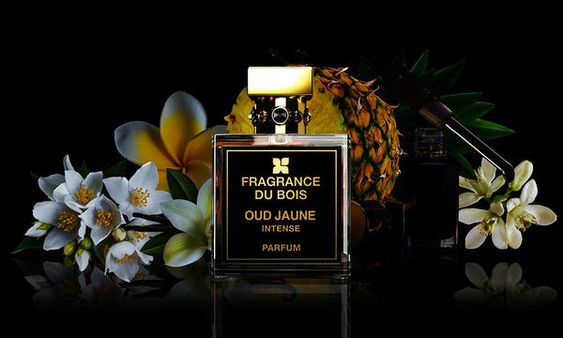 FRAGRANCE
DU BOIS
OUD JAUNE
INTENSE
PARFUM